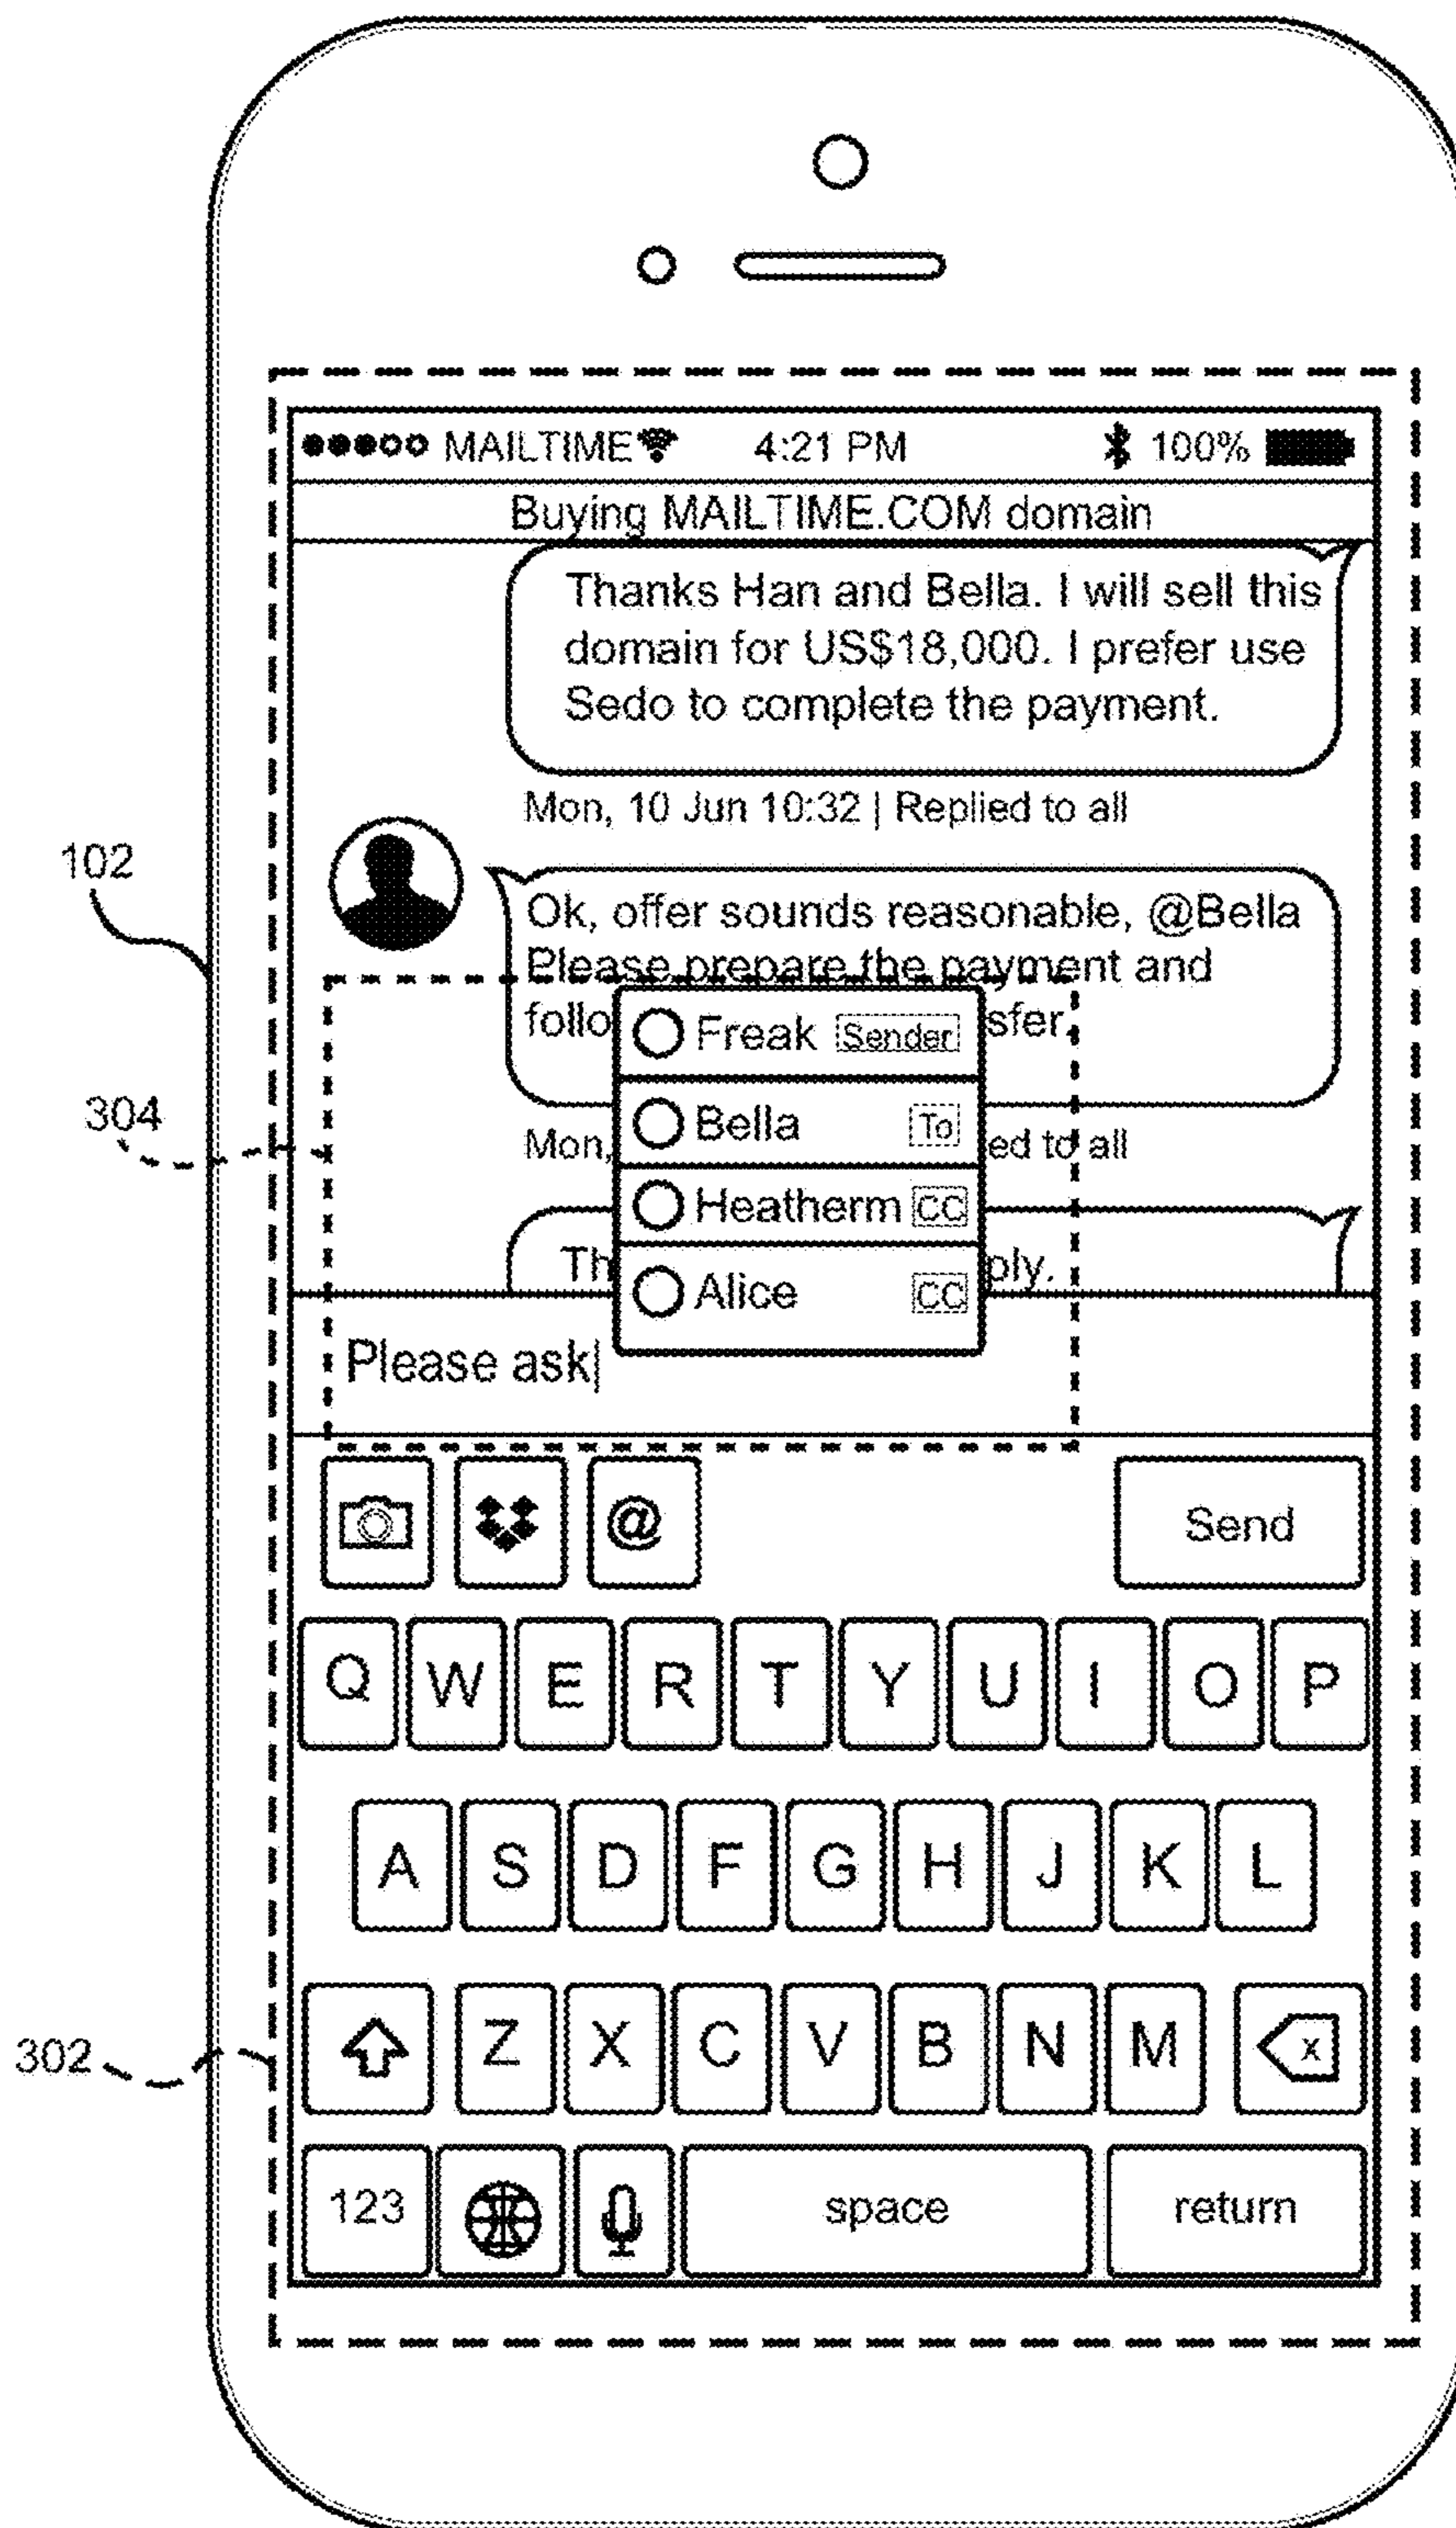 MAILTIME 4:21 PM 100%
Buying MAILTIME.COM domain
Thanks Han and Bella. I will sell this
domain for US$18,000. I prefer use
Sedo to complete the payment.
Mon, 10 Jun 10:32 | Replied to all
102
Ok, offer sounds reasonable, @Bella
Please prepare the payment and
follo sfer.
Freak Sender
304
Bella To
Mon, ed to all
Heatherm CC
Th ply.
Alice CC
Please ask
@ Send
Q W E R T Y U I O P
A S D F G H J K L
302
Z X C V B N M x
123 space return